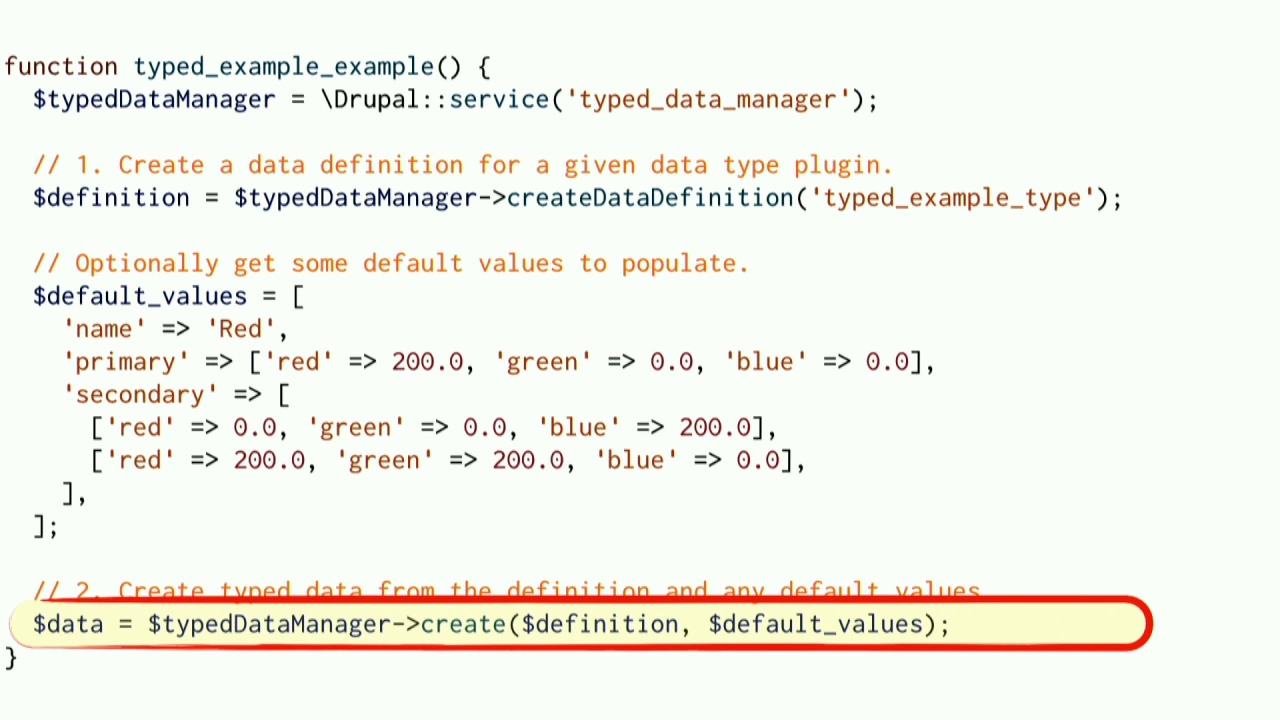 function typed_example_example() {
$typedDataManager = \Drupal::service('typed_data_manager');
// 1. Create a data definition for a given data type plugin.
$definition = $typedDataManager->createDataDefinition('typed_example_type');
// Optionally get some default values to populate.
$default_values = [
'name' => 'Red',
'primary' => ['red' => 200.0, 'green' => 0.0, 'blue' => 0.0],
'secondary' => [
['red' => 0.0, 'green' => 0.0, 'blue' => 200.0],
['red' => 200.0, 'green' => 200.0, 'blue' => 0.0],
],
];
// 2. Create typed data from the definition and any default values
$data = $typedDataManager->create($definition, $default_values);
}